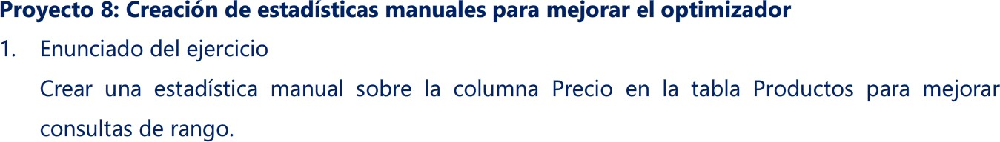 Proyecto 8: Creación de estadísticas manuales para mejorar el optimizador
1. Enunciado del ejercicio
Crear una estadística manual sobre la columna Precio en la tabla Productos para mejorar
consultas de rango.